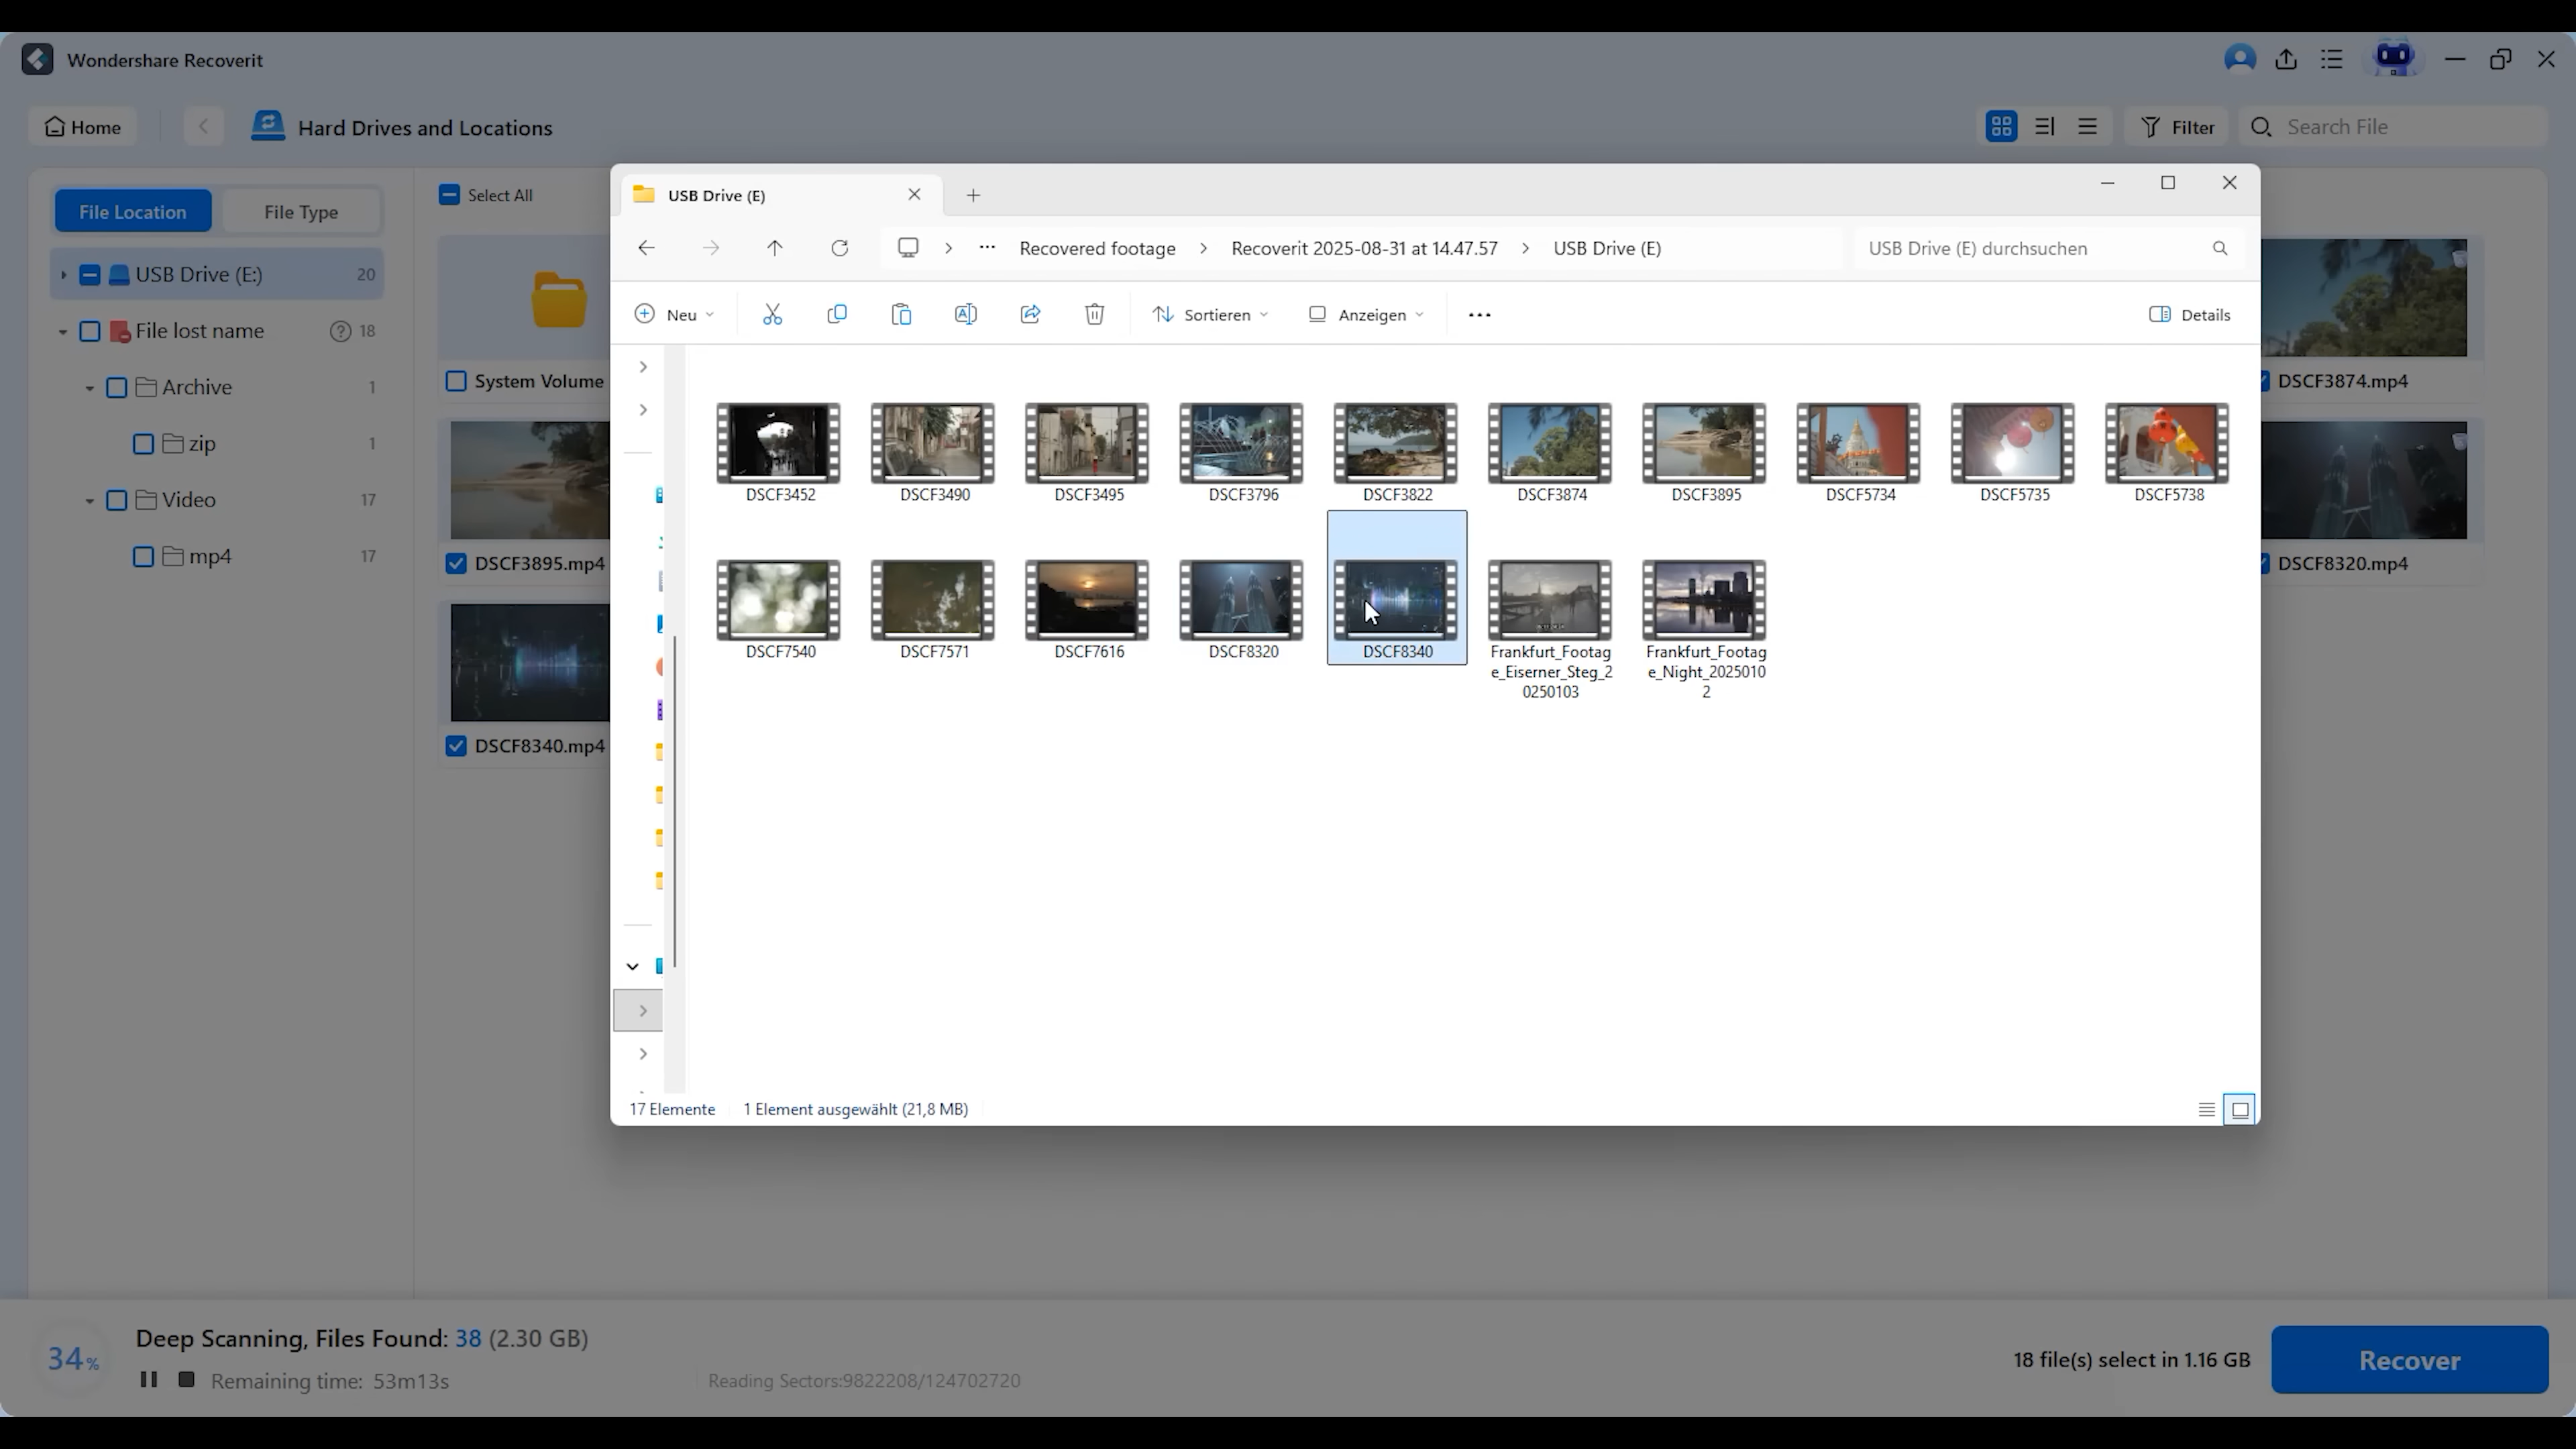 Wondershare Recoverit
Home
Hard Drives and Locations
Filter
Search File
File Location
File Type
USB Drive (E:)
20
File lost name
18
Archive
1
zip
1
Video
17
mp4
17
Select All
System Volume
DSCF3895.mp4
DSCF8340.mp4
DSCF3874.mp4
DSCF8320.mp4
USB Drive (E)
Recovered footage
Recoverit 2025-08-31 at 14.47.57
USB Drive (E)
USB Drive (E) durchsuchen
Neu
Sortieren
Anzeigen
Details
DSCF3452
DSCF3490
DSCF3495
DSCF3796
DSCF3822
DSCF3874
DSCF3895
DSCF5734
DSCF5735
DSCF5738
DSCF7540
DSCF7571
DSCF7616
DSCF8320
DSCF8340
Frankfurt_Footag
e_Eiserner_Steg_2
0250103
Frankfurt_Footag
e_Night_2025010
2
17 Elemente
1 Element ausgewählt (21,8 MB)
34%
Deep Scanning, Files Found: 38 (2.30 GB)
Remaining time: 53m13s
Reading Sectors:9822208/124702720
18 file(s) select in 1.16 GB
Recover